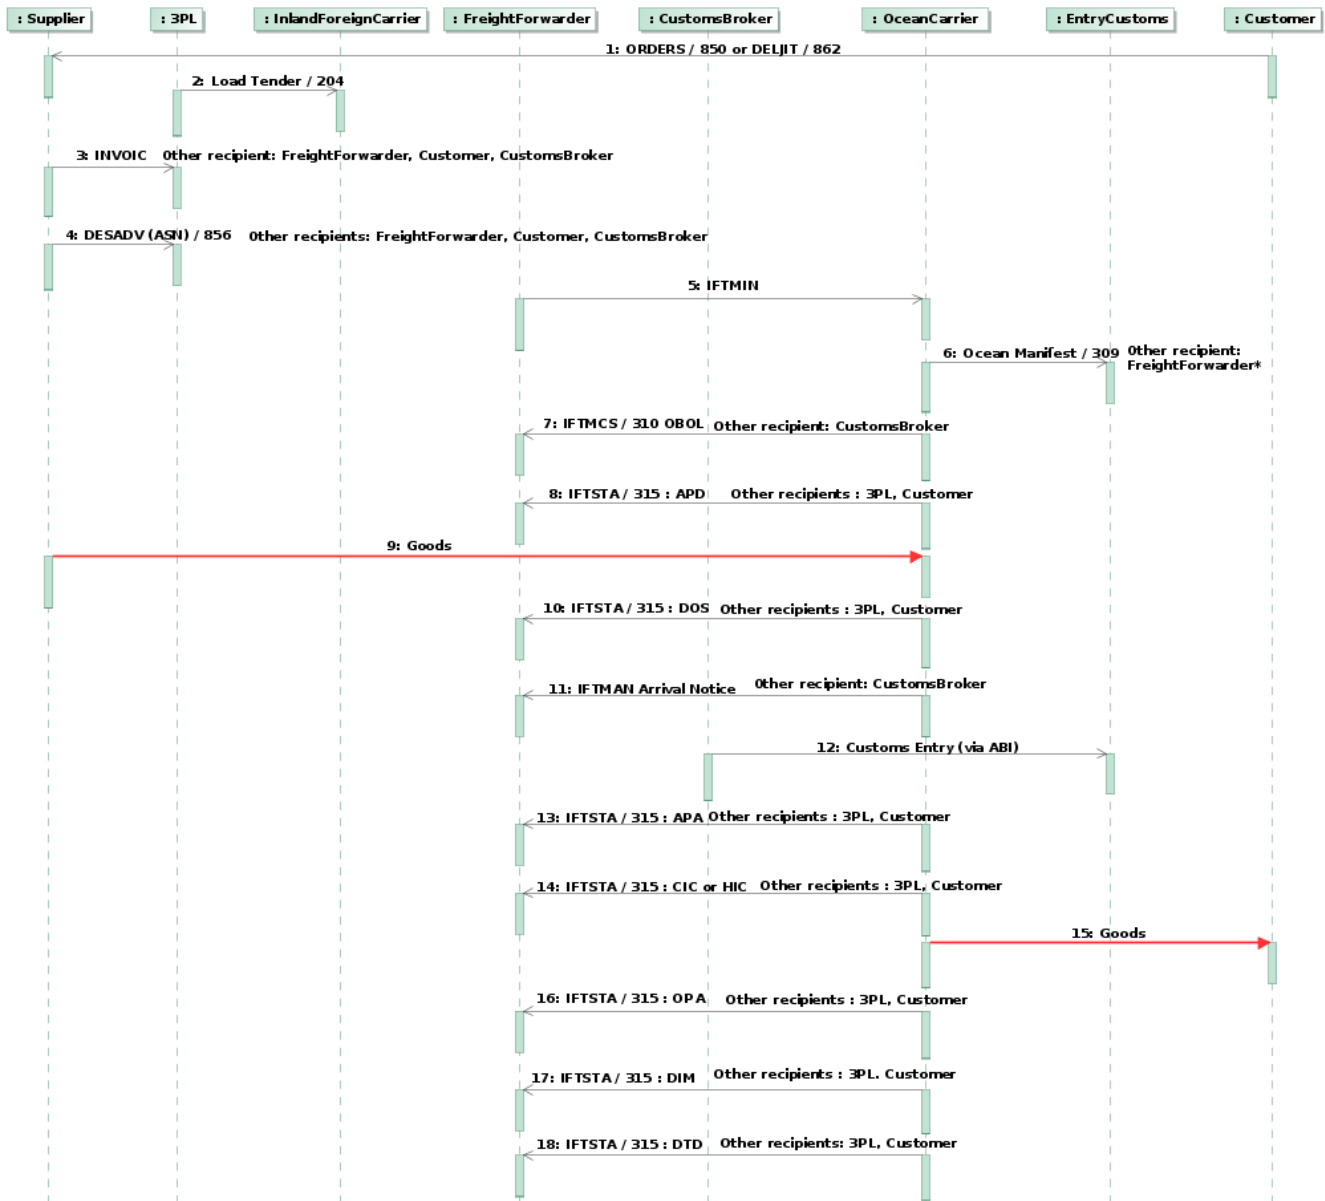 : Supplier
: 3PL
: InlandForeignCarrier
: FreightForwarder
: CustomsBroker
: OceanCarrier
: EntryCustoms
: Customer
1: ORDERS / 850 or DELJIT / 862
2: Load Tender / 204
3: INVOIC
Other recipient: FreightForwarder, Customer, CustomsBroker
4: DESADV (ASN) / 856
Other recipients: FreightForwarder, Customer, CustomsBroker
5: IFTMIN
6: Ocean Manifest / 309
Other recipient:
FreightForwarder*
7: IFTMCS / 310 OBOL
Other recipient: CustomsBroker
8: IFTSTA / 315 : APD
Other recipients : 3PL, Customer
9: Goods
10: IFTSTA / 315 : DOS
Other recipients : 3PL, Customer
11: IFTMAN Arrival Notice
Other recipient: CustomsBroker
12: Customs Entry (via ABI)
13: IFTSTA / 315 : APA
Other recipients : 3PL, Customer
14: IFTSTA / 315 : CIC or HIC
Other recipients : 3PL, Customer
15: Goods
16: IFTSTA / 315 : OPA
Other recipients : 3PL, Customer
17: IFTSTA / 315 : DIM
Other recipients : 3PL. Customer
18: IFTSTA / 315 : DTD
Other recipients: 3PL, Customer